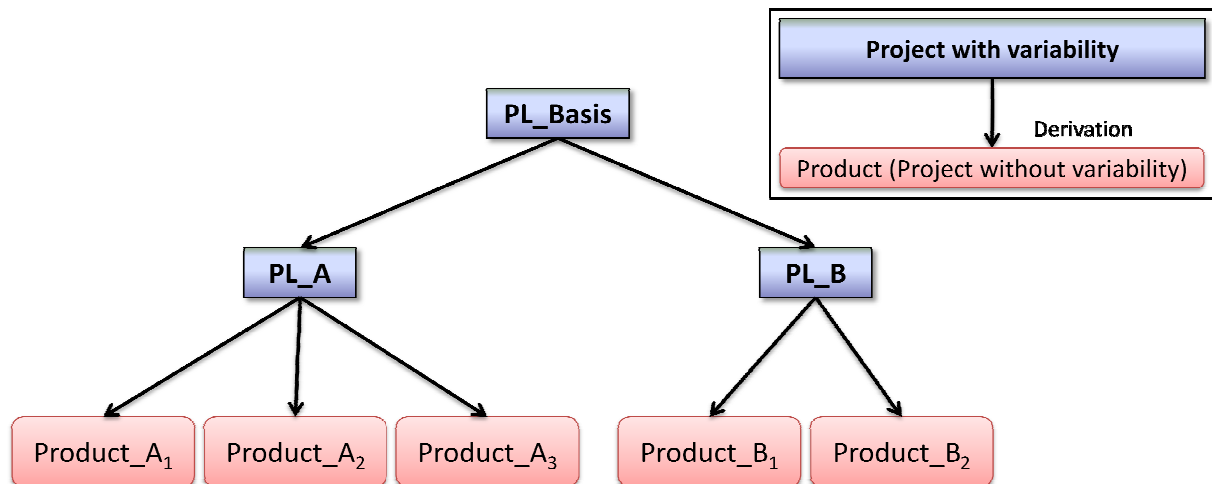 Project with variability
Derivation
Product (Project without variability)
PL_Basis
PL_A
PL_B
Product_A₁
Product_A₂
Product_A₃
Product_B₁
Product_B₂